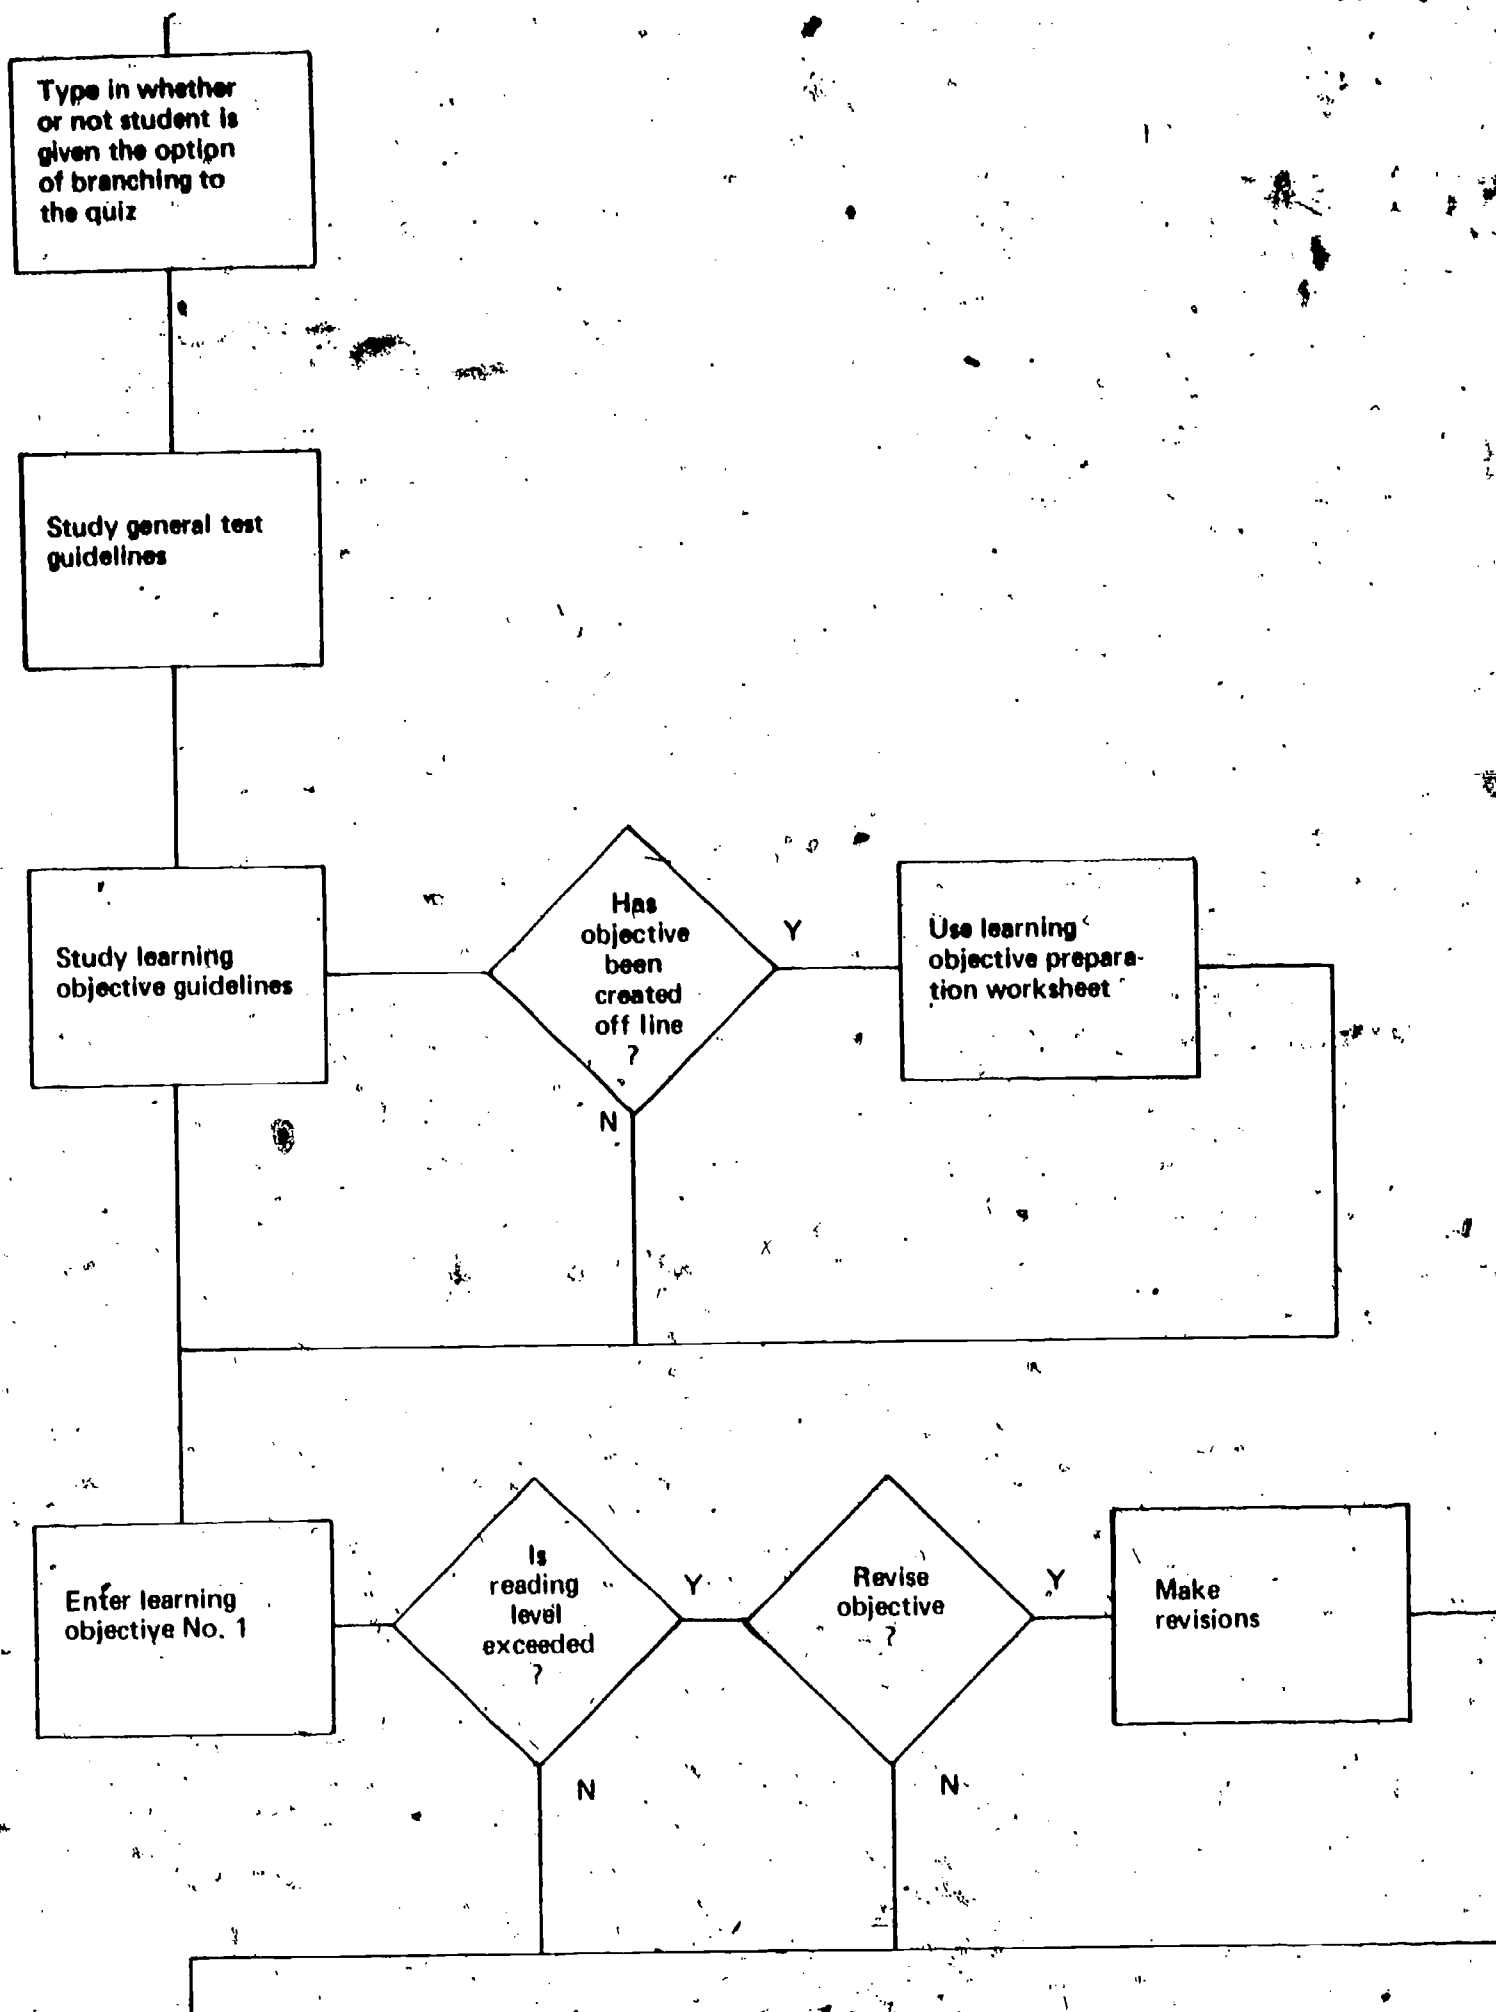 Type in whether
or not student is
given the option
of branching to
the quiz
Study general test
guidelines
Study learning
objective guidelines
Has
objective
been
created
off line
?
Y
N
Use learning
objective prepara-
tion worksheet
Enter learning
objective No. 1
Is
reading
level
exceeded
?
Y
N
Revise
objective
?
Y
N
Make
revisions